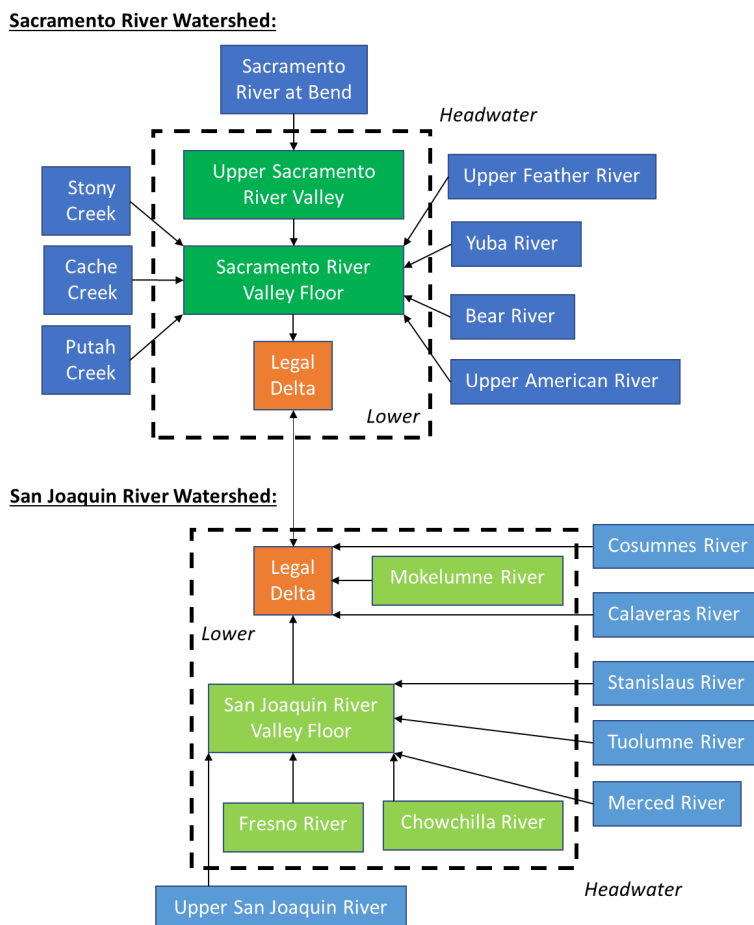 Sacramento River Watershed:
Sacramento
River at Bend
Headwater
Upper Sacramento
River Valley
Stony
Creek
Upper Feather River
Yuba River
Cache
Creek
Sacramento River
Valley Floor
Bear River
Putah
Creek
Legal
Delta
Upper American River
Lower
San Joaquin River Watershed:
Cosumnes River
Legal
Delta
Mokelumne River
Calaveras River
Lower
Stanislaus River
San Joaquin River
Valley Floor
Tuolumne River
Merced River
Fresno River
Chowchilla River
Headwater
Upper San Joaquin River